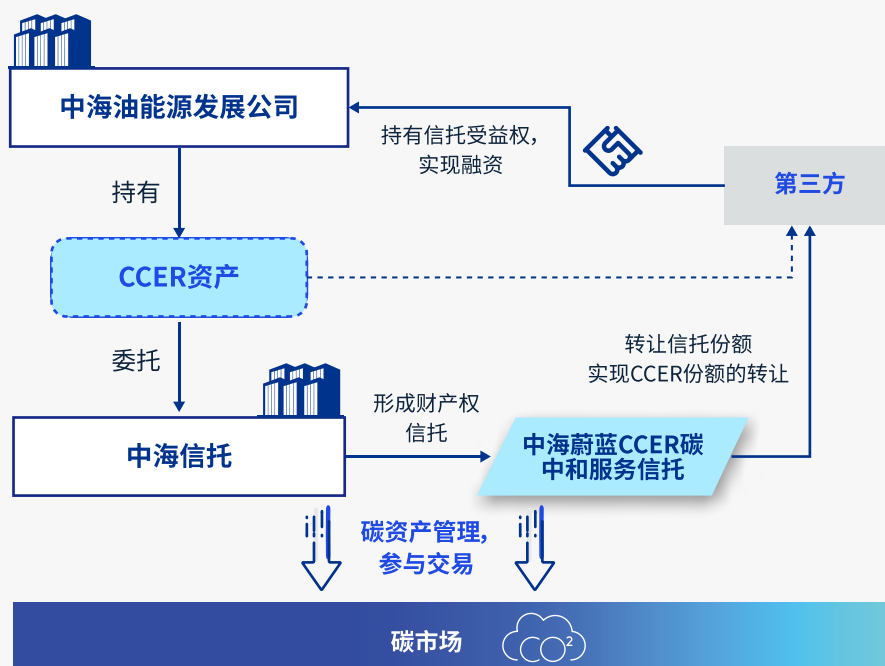 中海油能源发展公司
持有信托受益权，
实现融资
第三方
持有
CCER资产
委托
转让信托份额
实现CCER份额的转让
形成财产权
信托
中海信托
中海蔚蓝CCER碳
中和服务信托
碳资产管理，
参与交易
碳市场
2